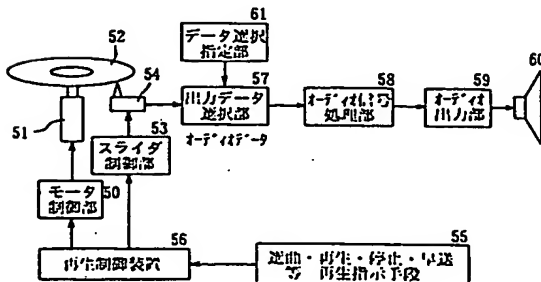 61
データ選択
指定部
52
54
57
出力データ
選択部
58
オーディオ信号
処理部
59
オーディオ
出力部
60
オーディオデータ
51
53
スライダ
制御部
50
モータ
制御部
56
再生制御装置
55
選曲・再生・停止・早送
等 再生指示手段